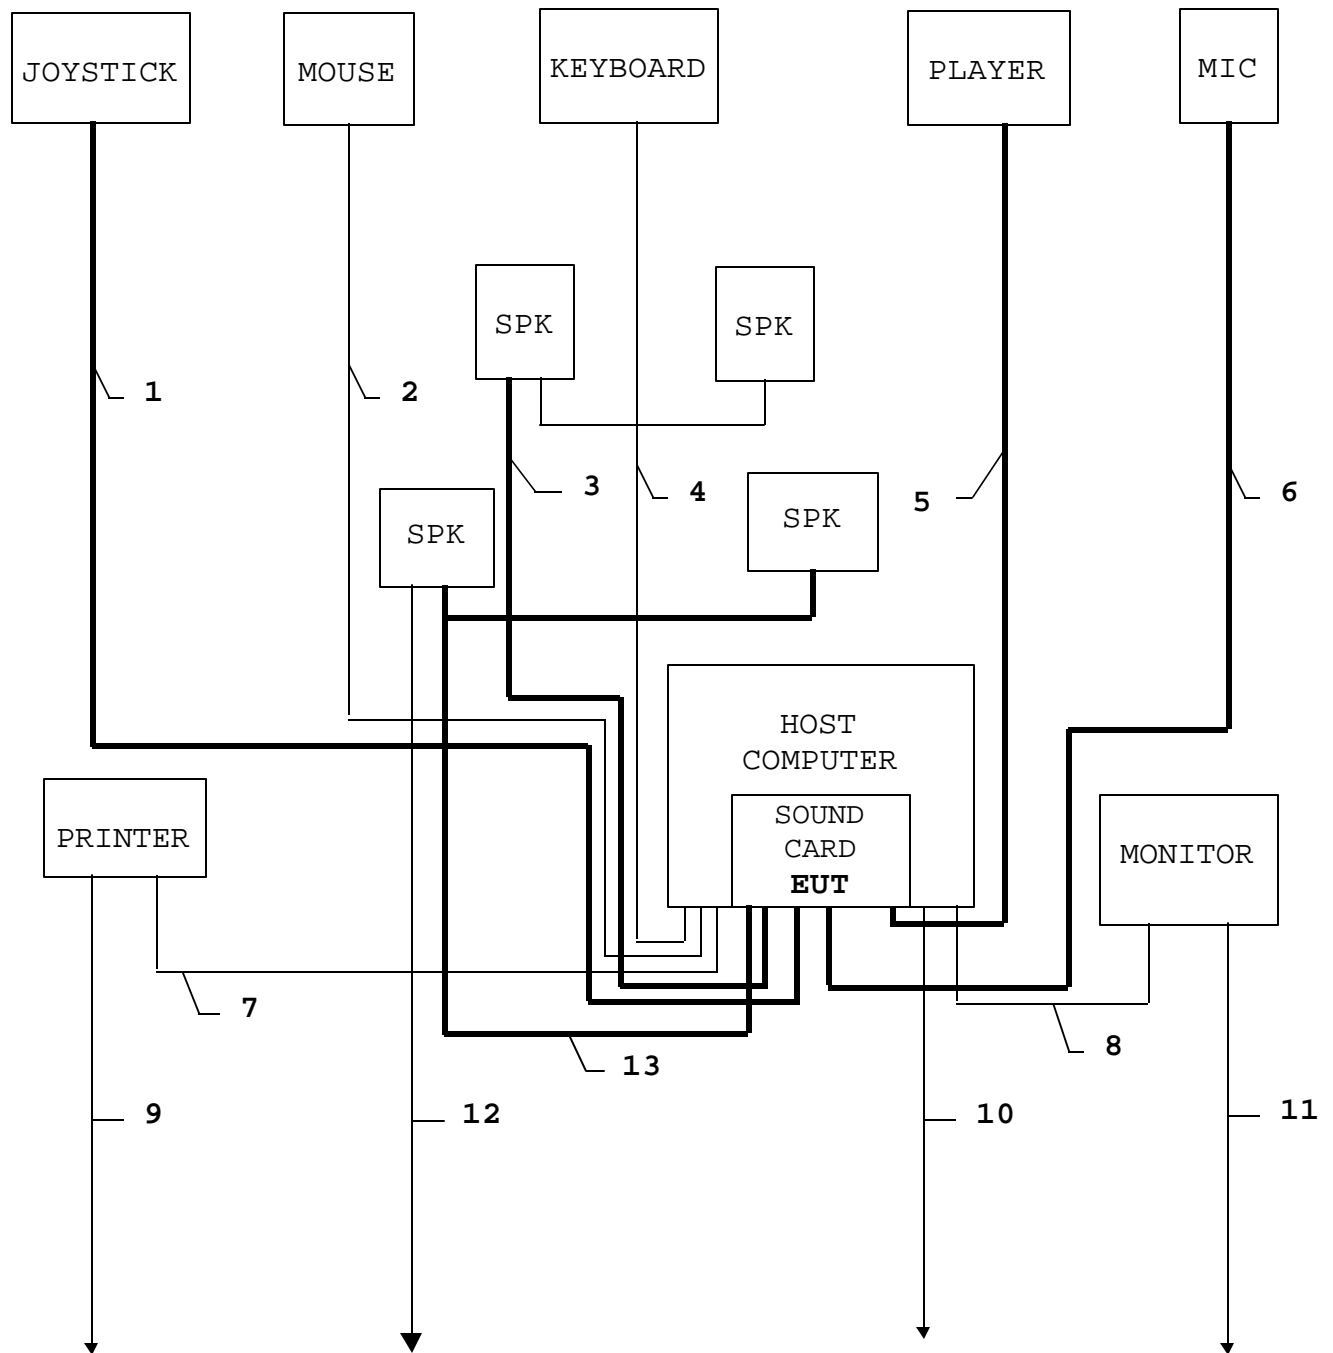 JOYSTICK
MOUSE
KEYBOARD
PLAYER
MIC
SPK
SPK
1
2
3
4
5
6
SPK
SPK
HOST
COMPUTER
SOUND
CARD
EUT
PRINTER
MONITOR
7
8
13
9
12
10
11